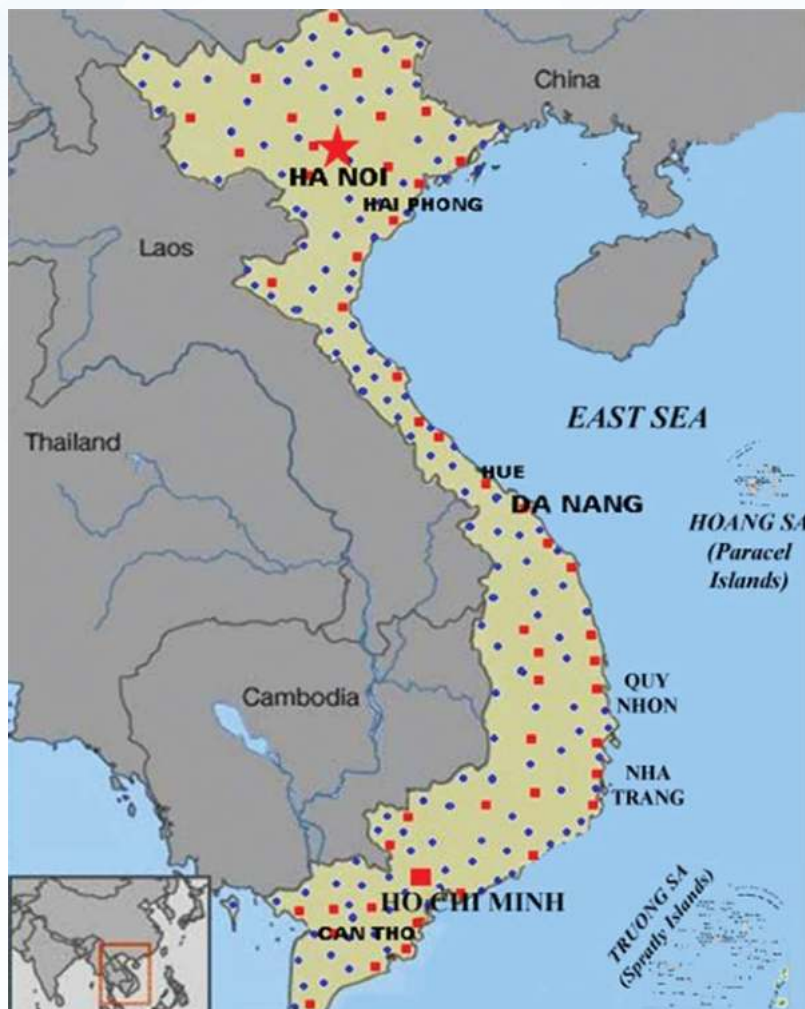 China
HA NOI
HAI PHONG
Laos
EAST SEA
Thailand
HUE
DA NANG
HOANG SA
(Paracel
Islands)
Cambodia
QUY
NHON
NHA
TRANG
HO CHI MINH
CAN THO
TRUONG SA
(Spratly Islands)